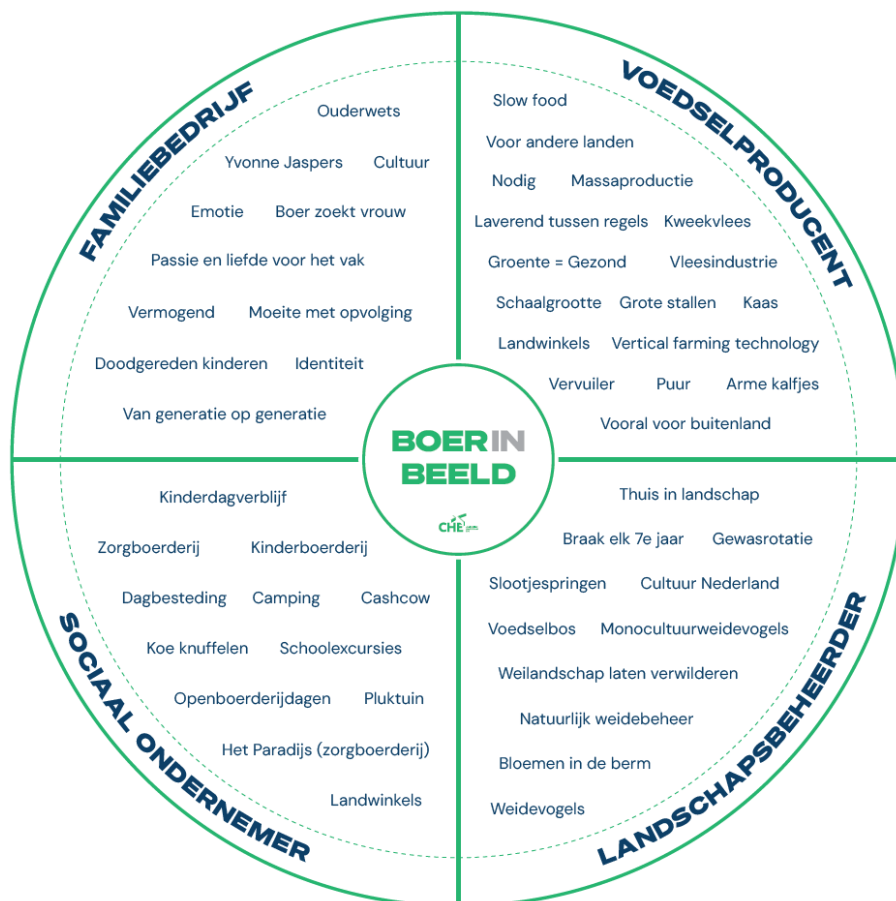 FAMILIEBEDRIJF
Ouderwets
Yvonne Jaspers Cultuur
Emotie Boer zoekt vrouw
Passie en liefde voor het vak
Vermogend Moeite met opvolging
Doodgereden kinderen Identiteit
Van generatie op generatie
VOEDSELPRODUCENT
Slow food
Voor andere landen
Nodig Massaproductie
Laverend tussen regels Kweekvlees
Groente = Gezond Vleesindustrie
Schaalgrootte Grote stallen Kaas
Landwinkels Vertical farming technology
Vervuiler Puur Arme kalfjes
Vooral voor buitenland
BOER IN
BEELD
CHE
SOCIAAL ONDERNEMER
Kinderdagverblijf
Zorgboerderij Kinderboerderij
Dagbesteding Camping Cashcow
Koe knuffelen Schoolexcursies
Openboerderijdagen Pluktuin
Het Paradijs (zorgboerderij)
Landwinkels
LANDSCHAPSBEHEERDER
Thuis in landschap
Braak elk 7e jaar Gewasrotatie
Slootjespringen Cultuur Nederland
Voedselbos Monocultuurweidevogels
Weilandschap laten verwilderen
Natuurlijk weidebeheer
Bloemen in de berm
Weidevogels